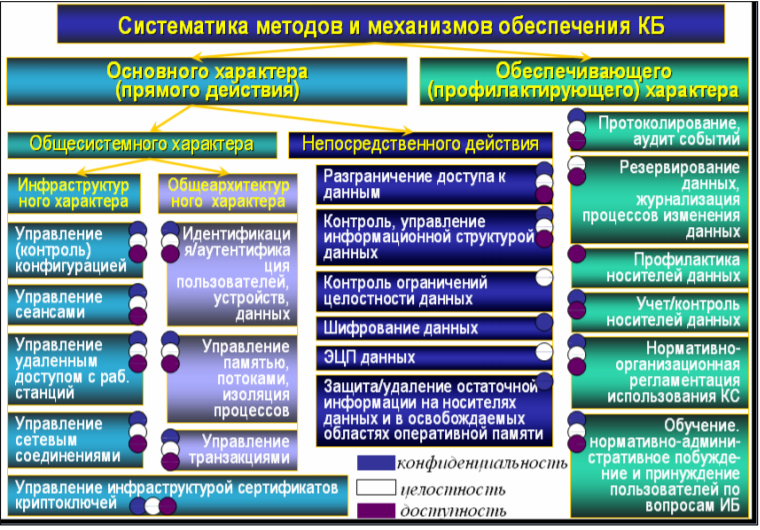 Систематика методов и механизмов обеспечения КБ
Основного характера
(прямого действия)
Обеспечивающего
(профилактирующего) характера
Общесистемного характера
Непосредственного действия
Инфраструктур
ного характера
Общеархитектур
ного характера
Управление
(контроль)
конфигурацией
Управление
сеансами
Управление
удаленным
доступом с раб.
станций
Управление
сетевым
соединениями
Управление инфраструктурой сертификатов
криптоключей
Идентификаци
я/аутентифика
ция
пользователей,
устройств,
данных
Управление
памятью,
потоками,
изоляция
процессов
Управление
транзакциями
Разграничение доступа к
данным
Контроль, управление
информационной структурой
данных
Контроль ограничений
целостности данных
Шифрование данных
ЭЦП данных
Защита/удаление остаточной
информации на носителях
данных и в освобождаемых
областях оперативной памяти
Протоколирование,
аудит событий
Резервирование
данных,
журнализация
процессов изменения
данных
Профилактика
носителей данных
Учет/контроль
носителей данных
Нормативно-
организационная
регламентация
использования КС
Обучение.
нормативно-админи-
стративное побужде-
ние и принуждение
пользователей по
вопросам ИБ
конфиденциальность
целостность
доступность